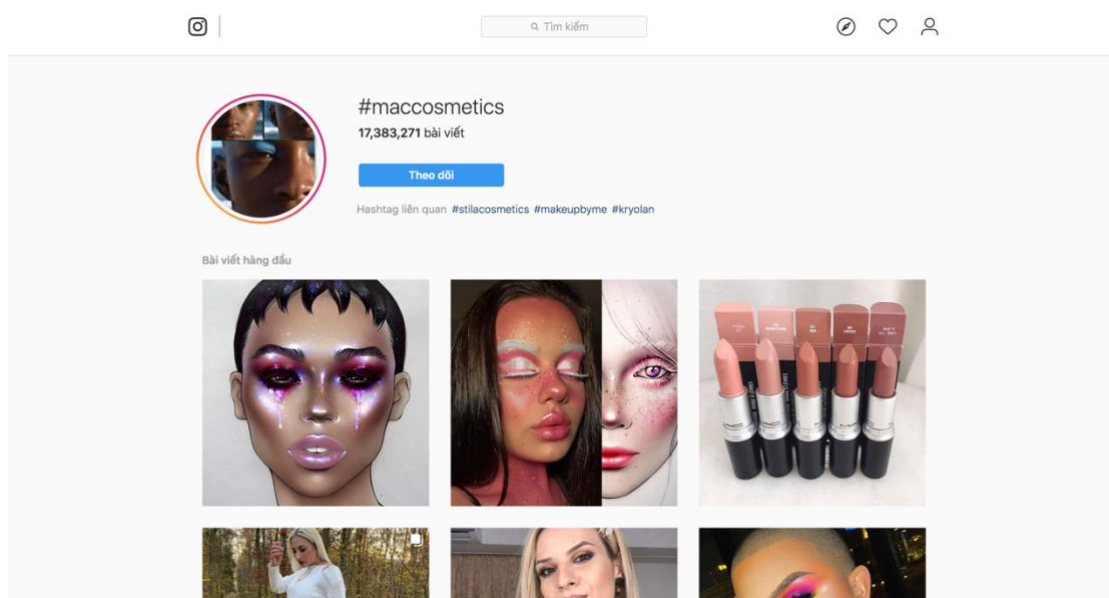 Tìm kiếm
#maccosmetics
17,383,271 bài viết
Theo dõi
Hashtag liên quan #stilacosmetics #makeupbyme #kryolan
Bài viết hàng đầu